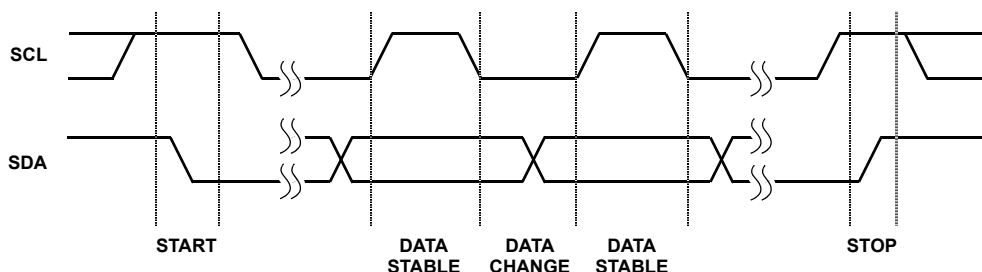 SCL
SDA
START
DATA
STABLE
DATA
CHANGE
DATA
STABLE
STOP